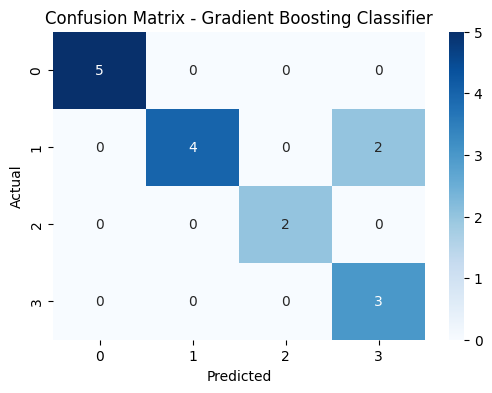 Confusion Matrix - Gradient Boosting Classifier
0 5 0 0 0
1 0 4 0 2
2 0 0 2 0
3 0 0 0 3
0 1 2 3
Predicted
Actual
5
4
3
2
1
0